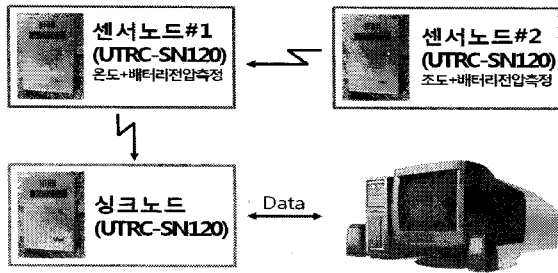 센서노드#1
(UTRC-SN120)
온도+배터리전압측정
센서노드#2
(UTRC-SN120)
조도+배터리전압측정
싱크노드
(UTRC-SN120)
Data